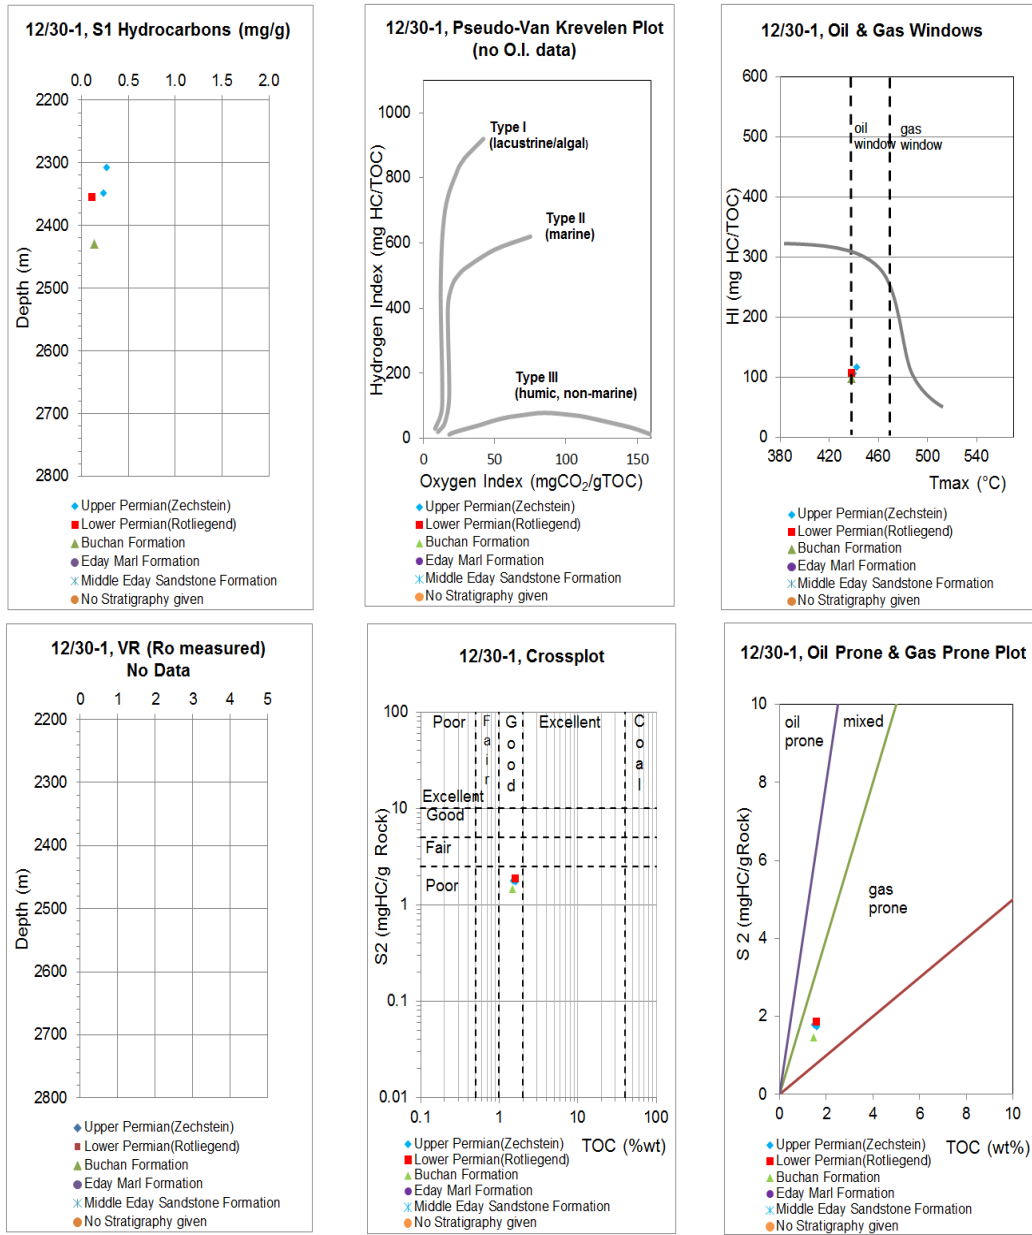 12/30-1, S1 Hydrocarbons (mg/g)
0.0 0.5 1.0 1.5 2.0
2200
2300
2400
2500
2600
2700
2800
Depth (m)
Upper Permian(Zechstein)
Lower Permian(Rotliegend)
Buchan Formation
Eday Marl Formation
Middle Eday Sandstone Formation
No Stratigraphy given
12/30-1, Pseudo-Van Krevelen Plot
(no O.I. data)
Hydrogen Index (mg HC/TOC)
1000
800
600
400
200
0
Type I
(lacustrine/algal)
Type II
(marine)
Type III
(humic, non-marine)
0 50 100 150
Oxygen Index (mgCO₂/gTOC)
Upper Permian(Zechstein)
Lower Permian(Rotliegend)
Buchan Formation
Eday Marl Formation
Middle Eday Sandstone Formation
No Stratigraphy given
12/30-1, Oil & Gas Windows
HI (mg HC/TOC)
600
500
400
300
200
100
0
oil
window
gas
window
380 420 460 500 540
Tmax (°C)
Upper Permian(Zechstein)
Lower Permian(Rotliegend)
Buchan Formation
Eday Marl Formation
Middle Eday Sandstone Formation
No Stratigraphy given
12/30-1, VR (Ro measured)
No Data
0 1 2 3 4 5
2200
2300
2400
2500
2600
2700
2800
Depth (m)
Upper Permian(Zechstein)
Lower Permian(Rotliegend)
Buchan Formation
Eday Marl Formation
Middle Eday Sandstone Formation
No Stratigraphy given
12/30-1, Crossplot
S2 (mgHC/g Rock)
100
10
1
0.1
0.01
Poor
Fair
Good
Excellent
Coal
Excellent
Good
Fair
Poor
0.1 1 10 100
TOC (%wt)
Upper Permian(Zechstein)
Lower Permian(Rotliegend)
Buchan Formation
Eday Marl Formation
Middle Eday Sandstone Formation
No Stratigraphy given
12/30-1, Oil Prone & Gas Prone Plot
S 2 (mgHC/gRock)
10
8
6
4
2
0
oil
prone
mixed
gas
prone
0 2 4 6 8 10
TOC (wt%)
Upper Permian(Zechstein)
Lower Permian(Rotliegend)
Buchan Formation
Eday Marl Formation
Middle Eday Sandstone Formation
No Stratigraphy given